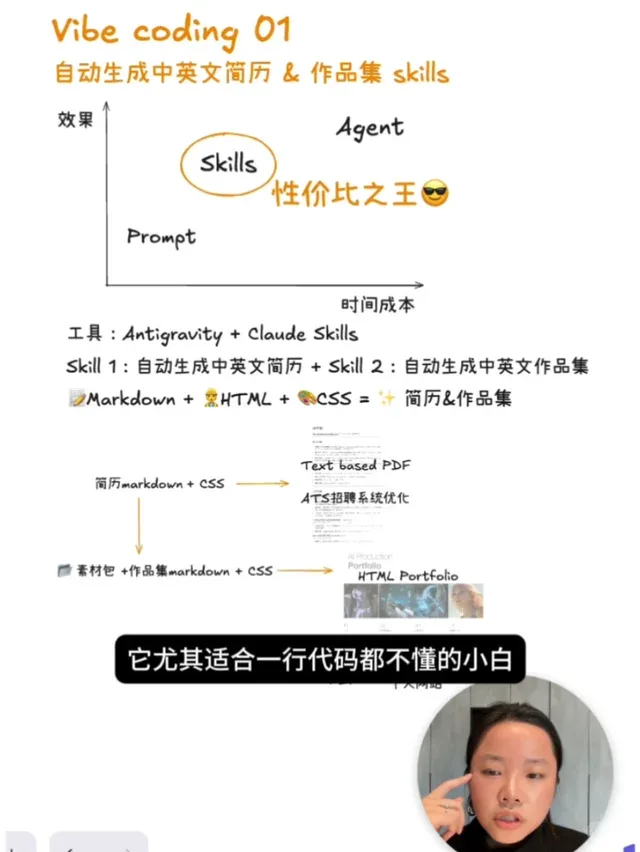 Vibe coding 01
自动生成中英文简历 & 作品集 skills
效果
Agent
Skills
性价比之王😎
Prompt
时间成本
工具：Antigravity + Claude Skills
Skill 1：自动生成中英文简历 + Skill 2：自动生成中英文作品集
📝Markdown + 👷HTML + 🎨CSS = ✨ 简历&作品集
Text based PDF
简历markdown + CSS
ATS招聘系统优化
AI Production
Portfolio
📁 素材包 +作品集markdown + CSS
HTML Portfolio
它尤其适合一行代码都不懂的小白